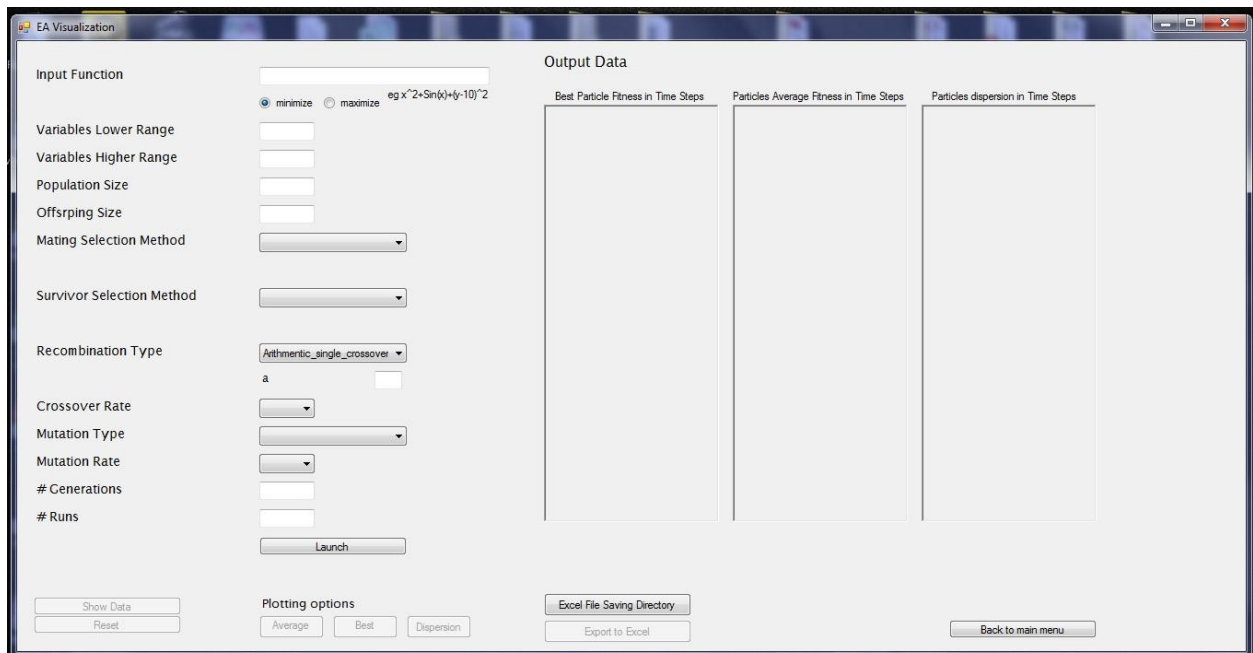 EA Visualization
Input Function
minimize maximize eg x^2+Sin(x)+(y-10)^2
Variables Lower Range
Variables Higher Range
Population Size
Offsrping Size
Mating Selection Method
Survivor Selection Method
Recombination Type Arithmentic_single_crossover
a
Crossover Rate
Mutation Type
Mutation Rate
# Generations
# Runs
Launch
Show Data
Reset
Plotting options
Average Best Dispersion
Output Data
Best Particle Fitness in Time Steps Particles Average Fitness in Time Steps Particles dispersion in Time Steps
Excel File Saving Directory
Export to Excel
Back to main menu